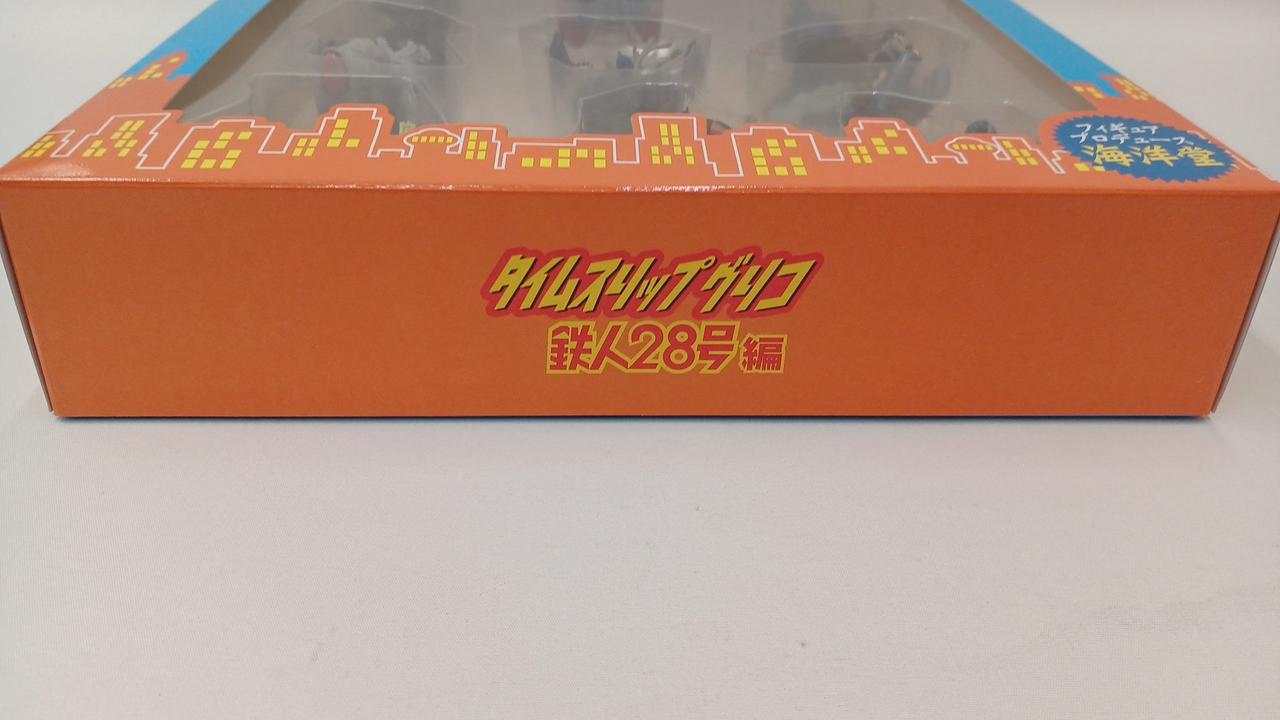 フィギュア
プロデュース
海洋堂
タイムスリップグリコ
鉄人28号編